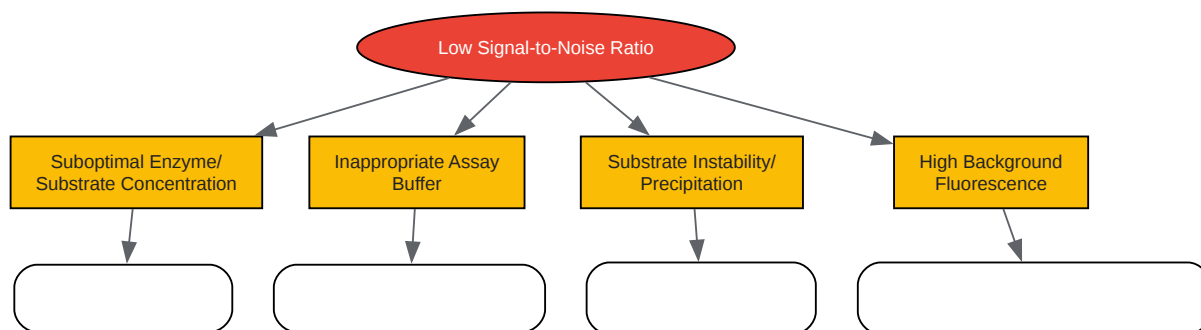 Low Signal-to-Noise Ratio
Suboptimal Enzyme/
Substrate Concentration
Inappropriate Assay
Buffer
Substrate Instability/
Precipitation
High Background
Fluorescence